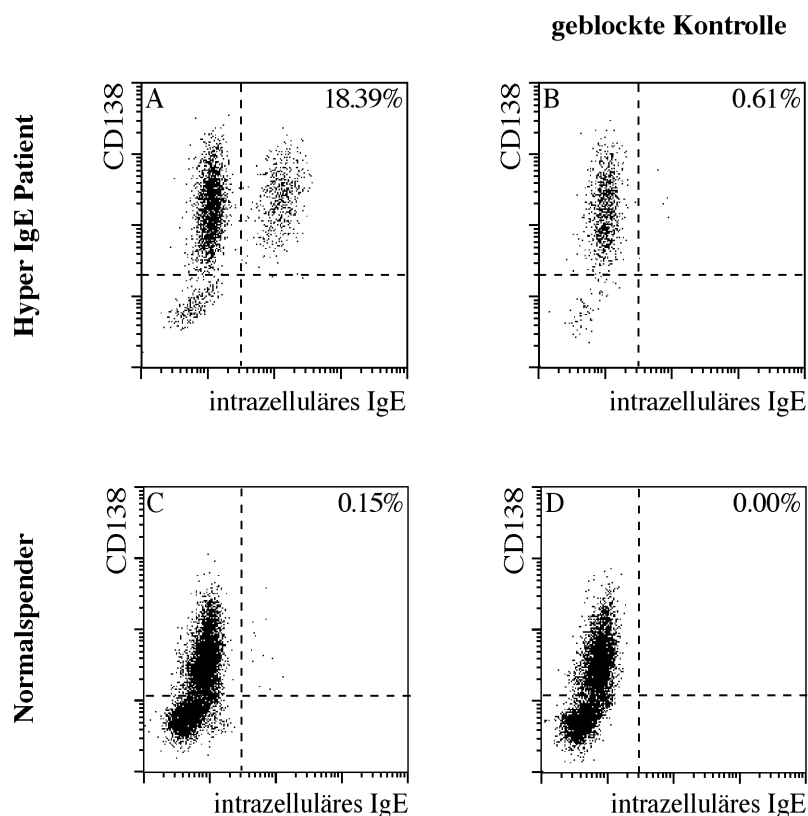 geblockte Kontrolle
Hyper IgE Patient
CD138
A
18.39%
intrazelluläres IgE
CD138
B
0.61%
intrazelluläres IgE
Normalspender
CD138
C
0.15%
intrazelluläres IgE
CD138
D
0.00%
intrazelluläres IgE